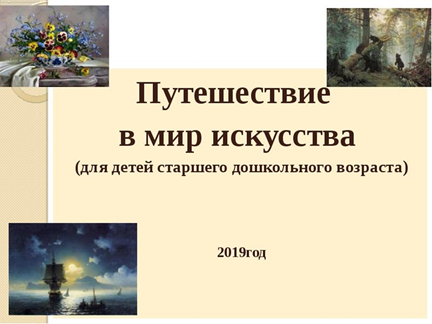 Путешествие
в мир искусства
(для детей старшего дошкольного возраста)
2019год